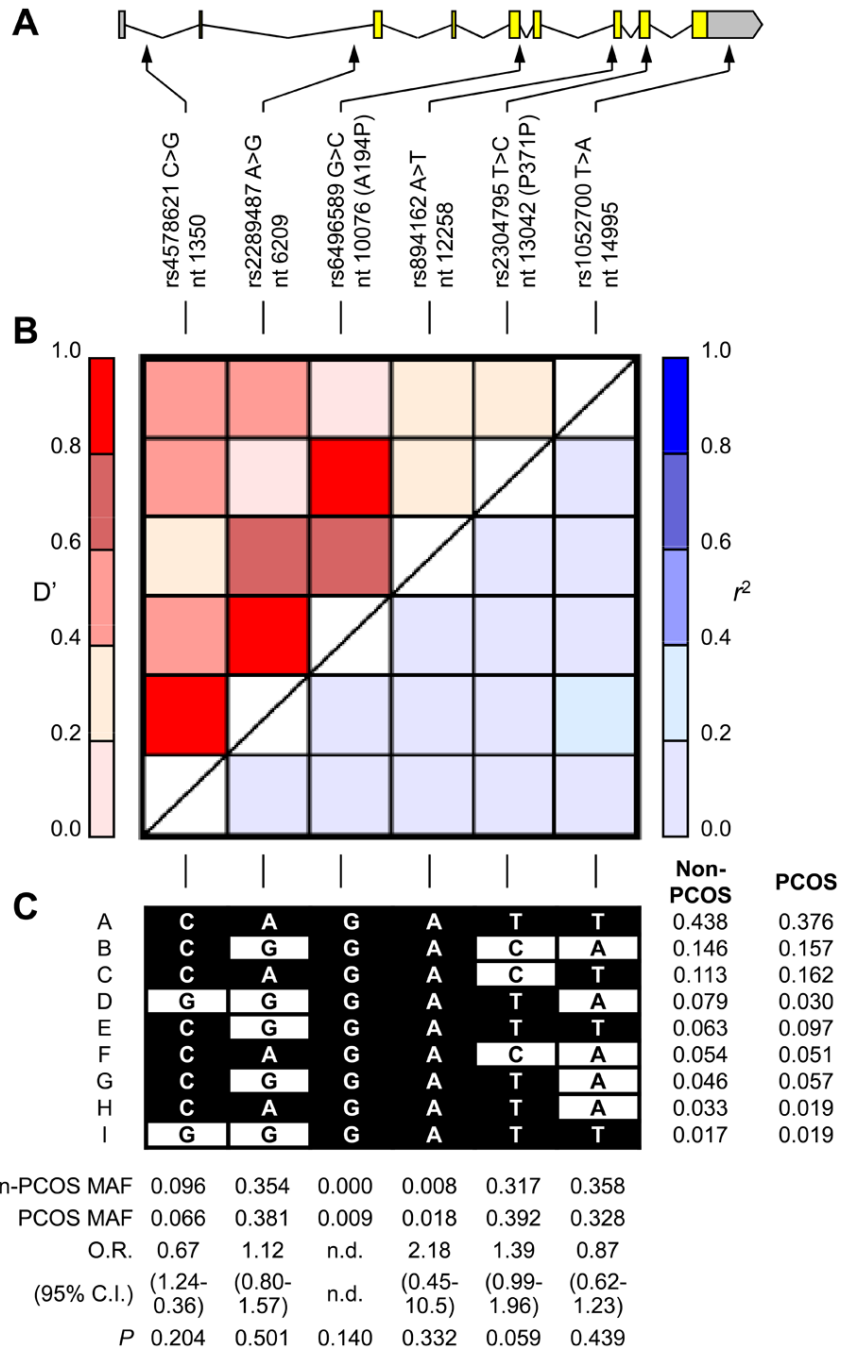 A
rs4578621 C>G
nt 1350
rs2289487 A>G
nt 6209
rs6496589 G>C
nt 10076 (A194P)
rs894162 A>T
nt 12258
rs2304795 T>C
nt 13042 (P371P)
rs1052700 T>A
nt 14995
B
1.0
0.8
0.6
D’
0.4
0.2
0.0
1.0
0.8
0.6
r²
0.4
0.2
0.0
C
Non-
PCOS
PCOS
A C A G A T T 0.438 0.376
B C G G A C A 0.146 0.157
C C A G A C T 0.113 0.162
D G G G A T A 0.079 0.030
E C G G A T T 0.063 0.097
F C A G A C A 0.054 0.051
G C G G A T A 0.046 0.057
H C A G A T A 0.033 0.019
I G G G A T T 0.017 0.019
n-PCOS MAF 0.096 0.354 0.000 0.008 0.317 0.358
PCOS MAF 0.066 0.381 0.009 0.018 0.392 0.328
O.R. 0.67 1.12 n.d. 2.18 1.39 0.87
(95% C.I.) (1.24- (0.80- n.d. (0.45- (0.99- (0.62-
0.36) 1.57) 10.5) 1.96) 1.23)
P 0.204 0.501 0.140 0.332 0.059 0.439